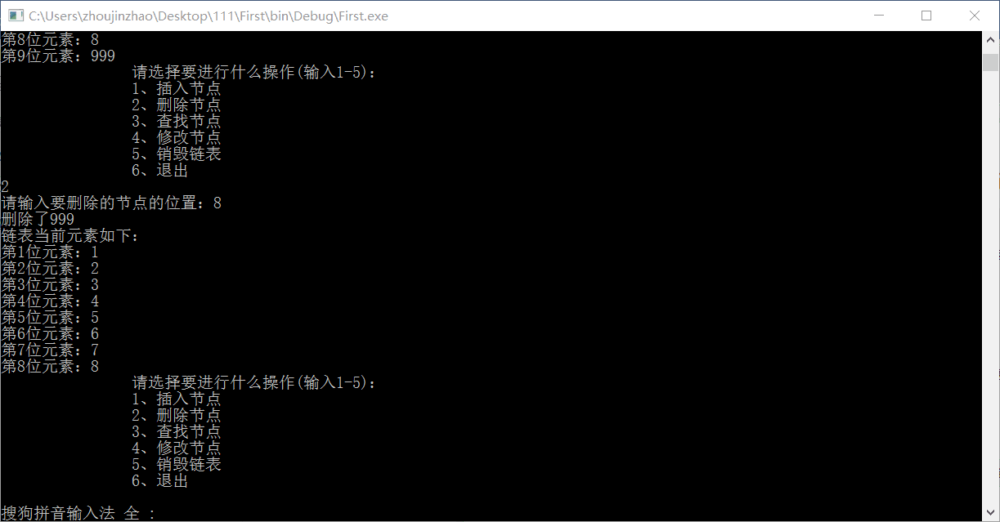 C:\Users\zhoujinzhao\Desktop\111\First\bin\Debug\First.exe
第8位元素：8
第9位元素：999
请选择要进行什么操作(输入1-5)：
1、插入节点
2、删除节点
3、查找节点
4、修改节点
5、销毁链表
6、退出
2
请输入要删除的节点的位置：8
删除了999
链表当前元素如下：
第1位元素：1
第2位元素：2
第3位元素：3
第4位元素：4
第5位元素：5
第6位元素：6
第7位元素：7
第8位元素：8
请选择要进行什么操作(输入1-5)：
1、插入节点
2、删除节点
3、查找节点
4、修改节点
5、销毁链表
6、退出
搜狗拼音输入法 全 ：